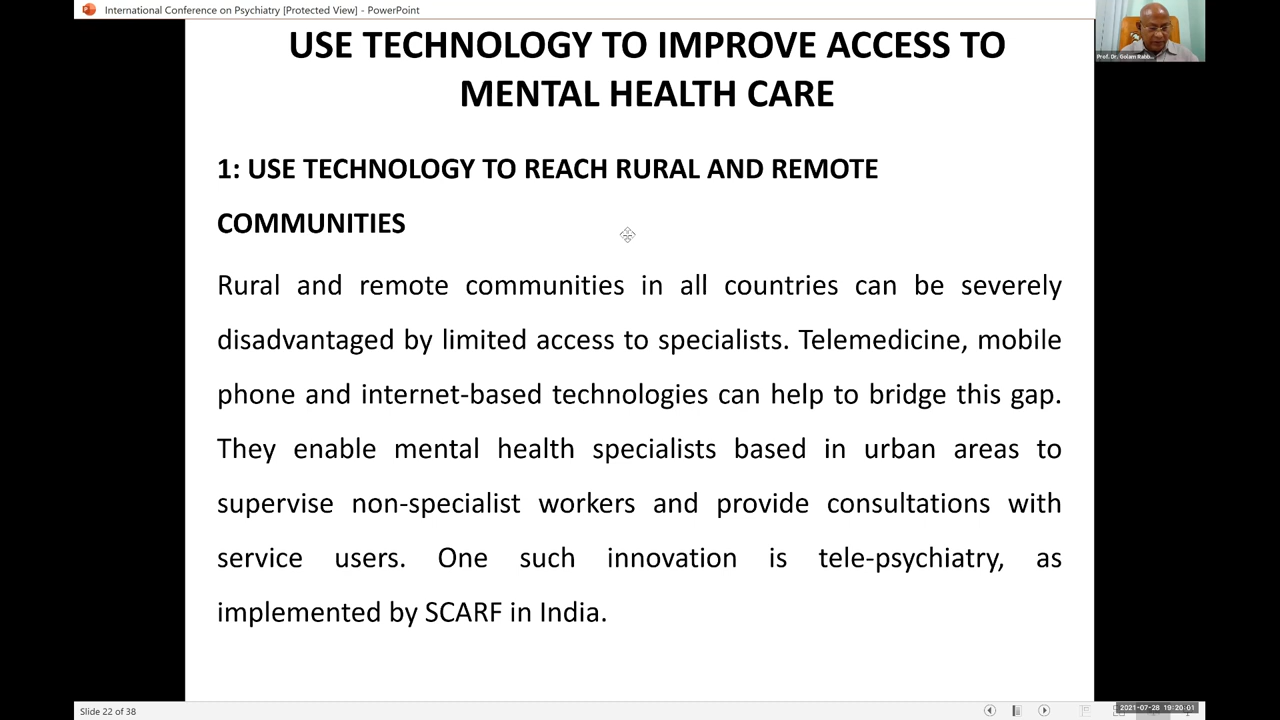 International Conference on Psychiatry [Protected View] - PowerPoint
USE TECHNOLOGY TO IMPROVE ACCESS TO
MENTAL HEALTH CARE
Prof. Dr. Golam Rabb...
1: USE TECHNOLOGY TO REACH RURAL AND REMOTE
COMMUNITIES
Rural and remote communities in all countries can be severely
disadvantaged by limited access to specialists. Telemedicine, mobile
phone and internet-based technologies can help to bridge this gap.
They enable mental health specialists based in urban areas to
supervise non-specialist workers and provide consultations with
service users. One such innovation is tele-psychiatry, as
implemented by SCARF in India.
Slide 22 of 38
2021-07-28 19:20:01